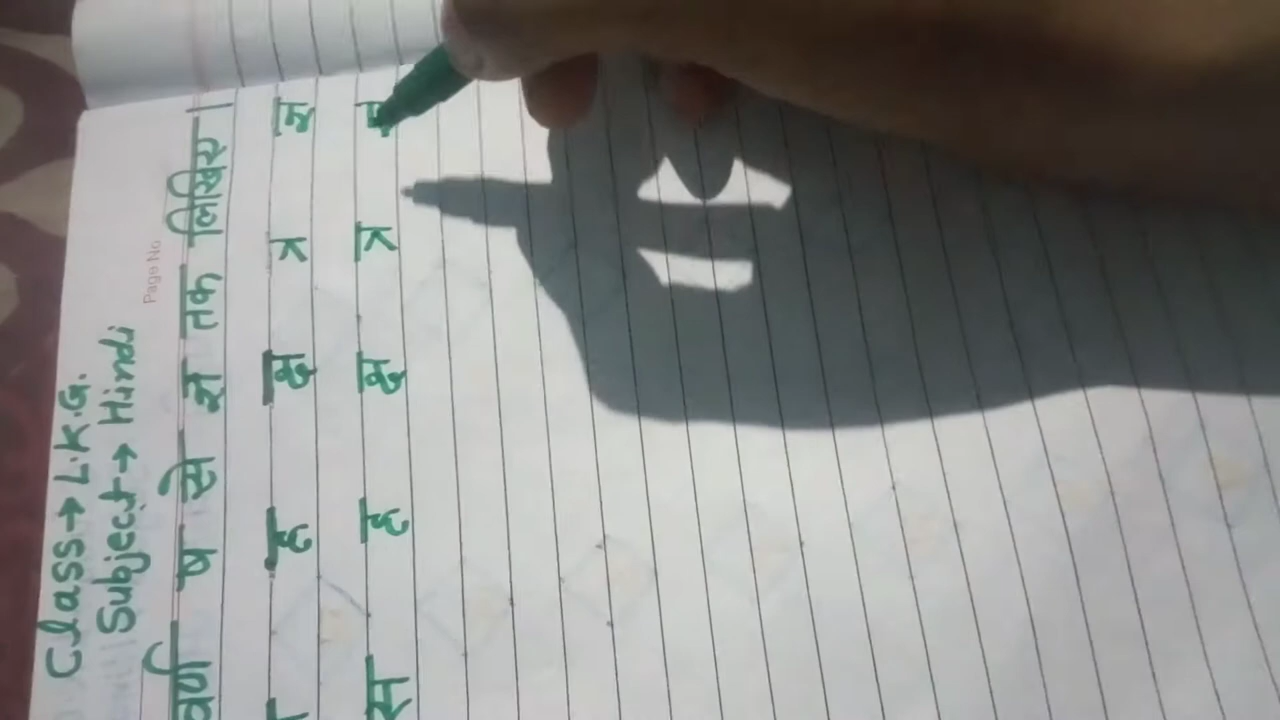 Class→ L.K.G.
Subject→ Hindi
Page No
वर्ण ष से ज्ञ तक लिखिए।
ह क्ष त्र ज्ञ
स ह क्ष त्र